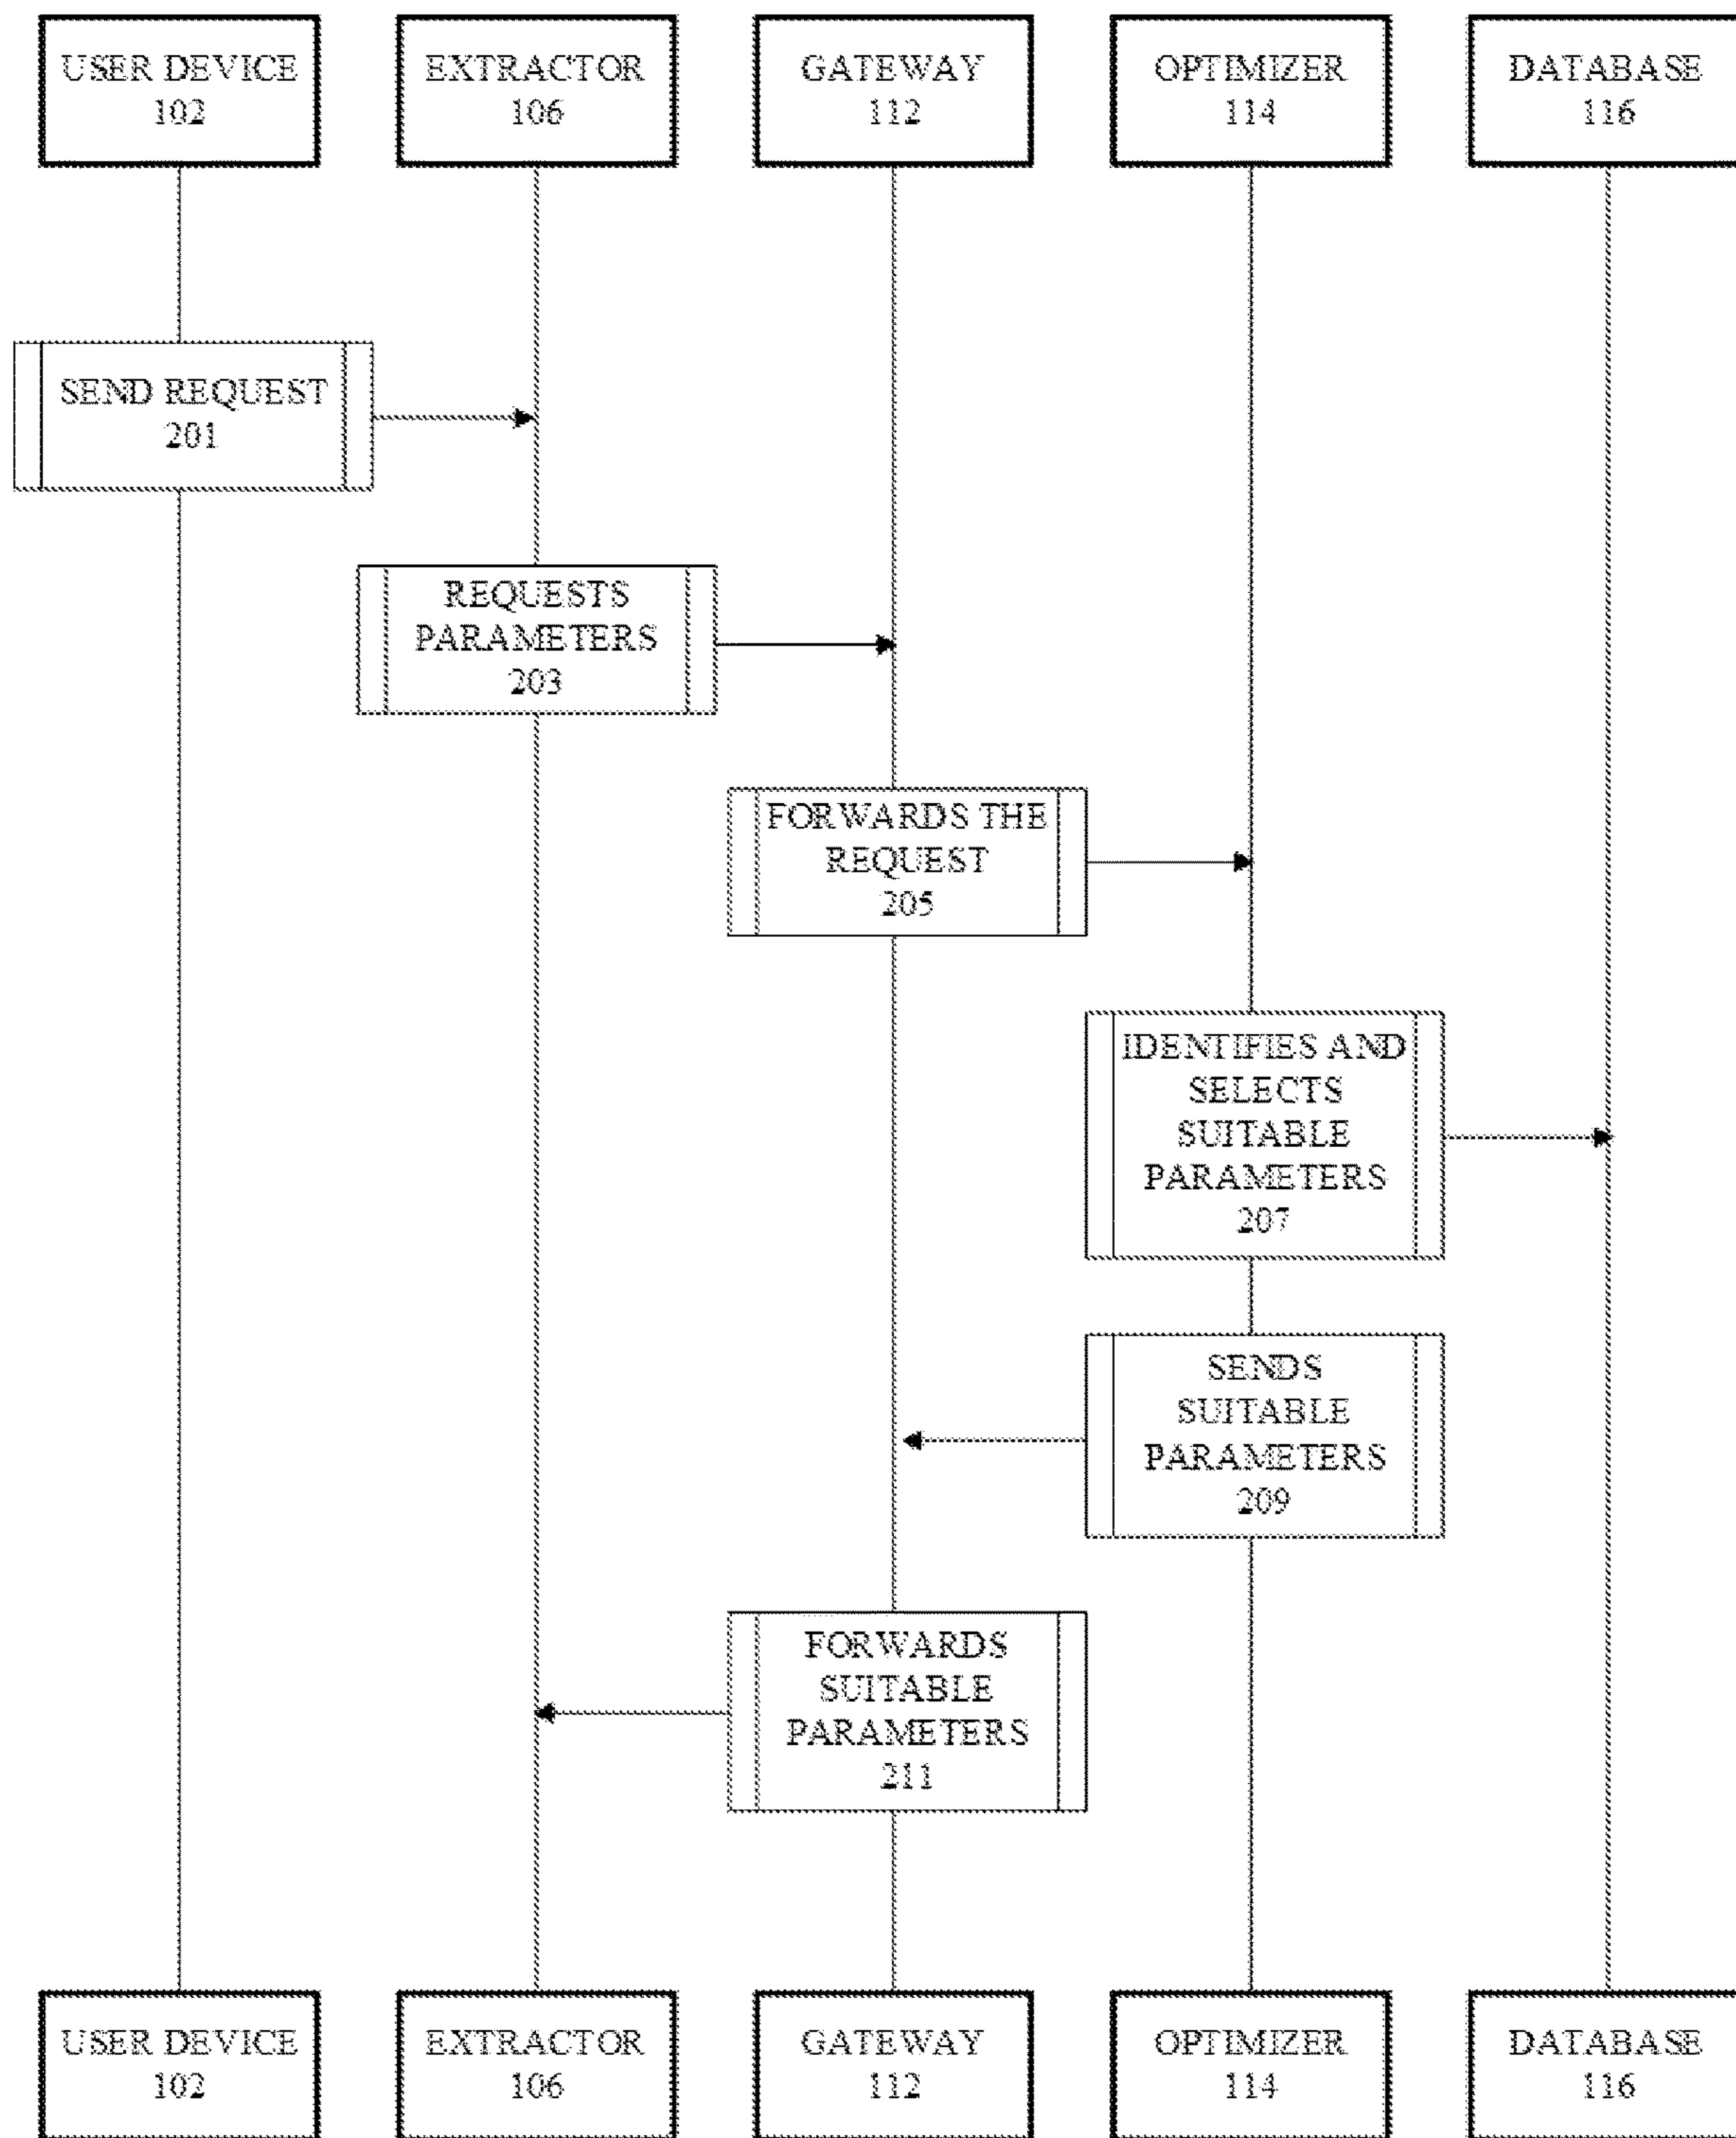 USER DEVICE
102
EXTRACTOR
106
GATEWAY
112
OPTIMIZER
114
DATABASE
116
SEND REQUEST
201
REQUESTS
PARAMETERS
203
FORWARDS THE
REQUEST
205
IDENTIFIES AND
SELECTS
SUITABLE
PARAMETERS
207
SENDS
SUITABLE
PARAMETERS
209
FORWARDS
SUITABLE
PARAMETERS
211
USER DEVICE
102
EXTRACTOR
106
GATEWAY
112
OPTIMIZER
114
DATABASE
116